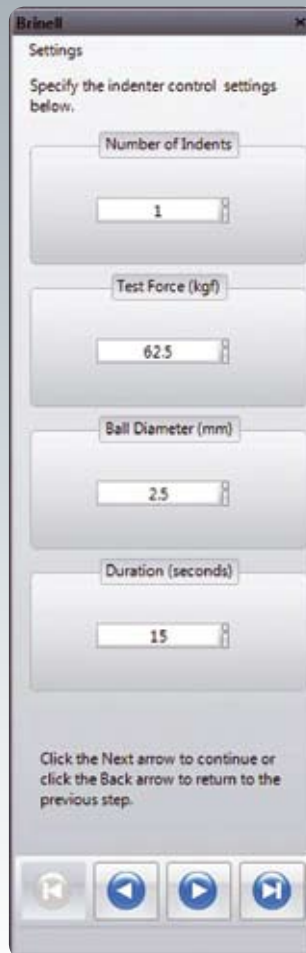 Brinell
Settings
Specify the indenter control settings
below.
Number of Indents
1
Test Force (kgf)
62.5
Ball Diameter (mm)
2.5
Duration (seconds)
15
Click the Next arrow to continue or
click the Back arrow to return to the
previous step.